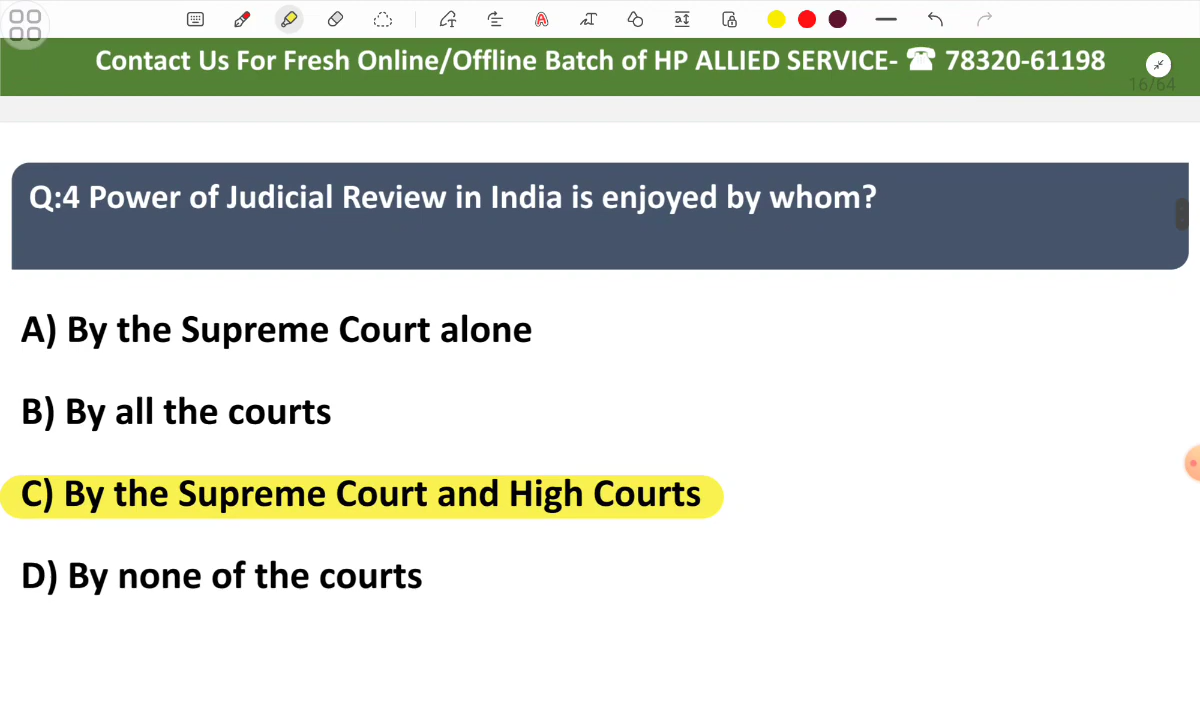 Contact Us For Fresh Online/Offline Batch of HP ALLIED SERVICE- ☎ 78320-61198
16/64
Q:4 Power of Judicial Review in India is enjoyed by whom?
A) By the Supreme Court alone
B) By all the courts
C) By the Supreme Court and High Courts
D) By none of the courts